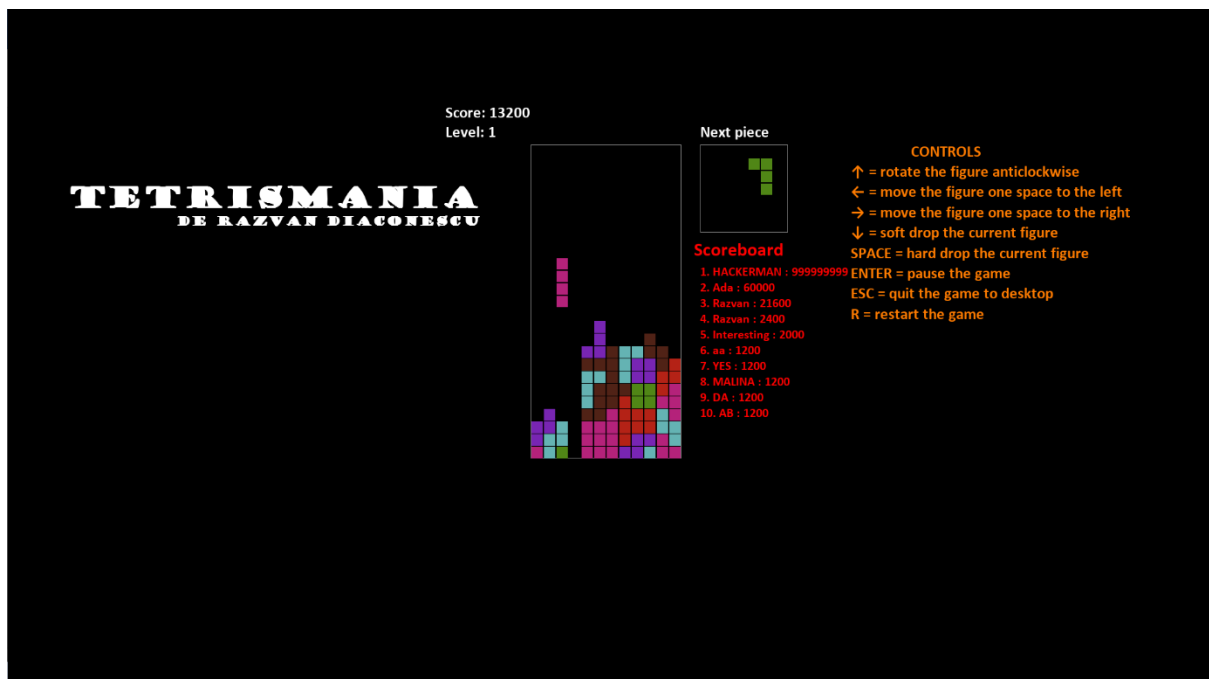 Score: 13200
Level: 1
TETRISMANIA
DE RAZVAN DIACONESCU
Next piece
Scoreboard
1. HACKERMAN : 999999999
2. Ada : 60000
3. Razvan : 21600
4. Razvan : 2400
5. Interesting : 2000
6. aa : 1200
7. YES : 1200
8. MALINA : 1200
9. DA : 1200
10. AB : 1200
CONTROLS
↑ = rotate the figure anticlockwise
← = move the figure one space to the left
→ = move the figure one space to the right
↓ = soft drop the current figure
SPACE = hard drop the current figure
ENTER = pause the game
ESC = quit the game to desktop
R = restart the game